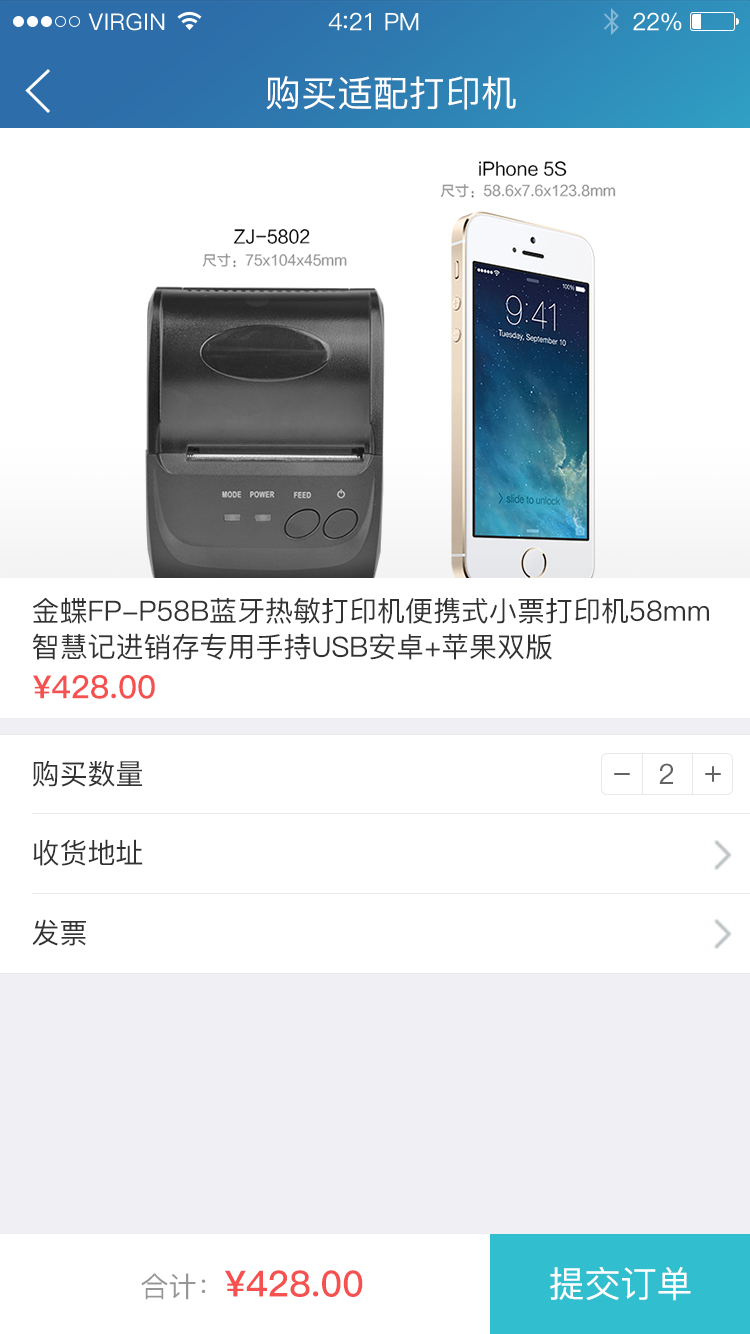 VIRGIN 4:21 PM 22%
购买适配打印机
iPhone 5S
尺寸：58.6x7.6x123.8mm
ZJ-5802
尺寸：75x104x45mm
100%
9:41
Tuesday, September 10
slide to unlock
MODE POWER FEED
金蝶FP-P58B蓝牙热敏打印机便携式小票打印机58mm
智慧记进销存专用手持USB安卓+苹果双版
¥428.00
购买数量 － 2 ＋
收货地址
发票
合计：¥428.00 提交订单